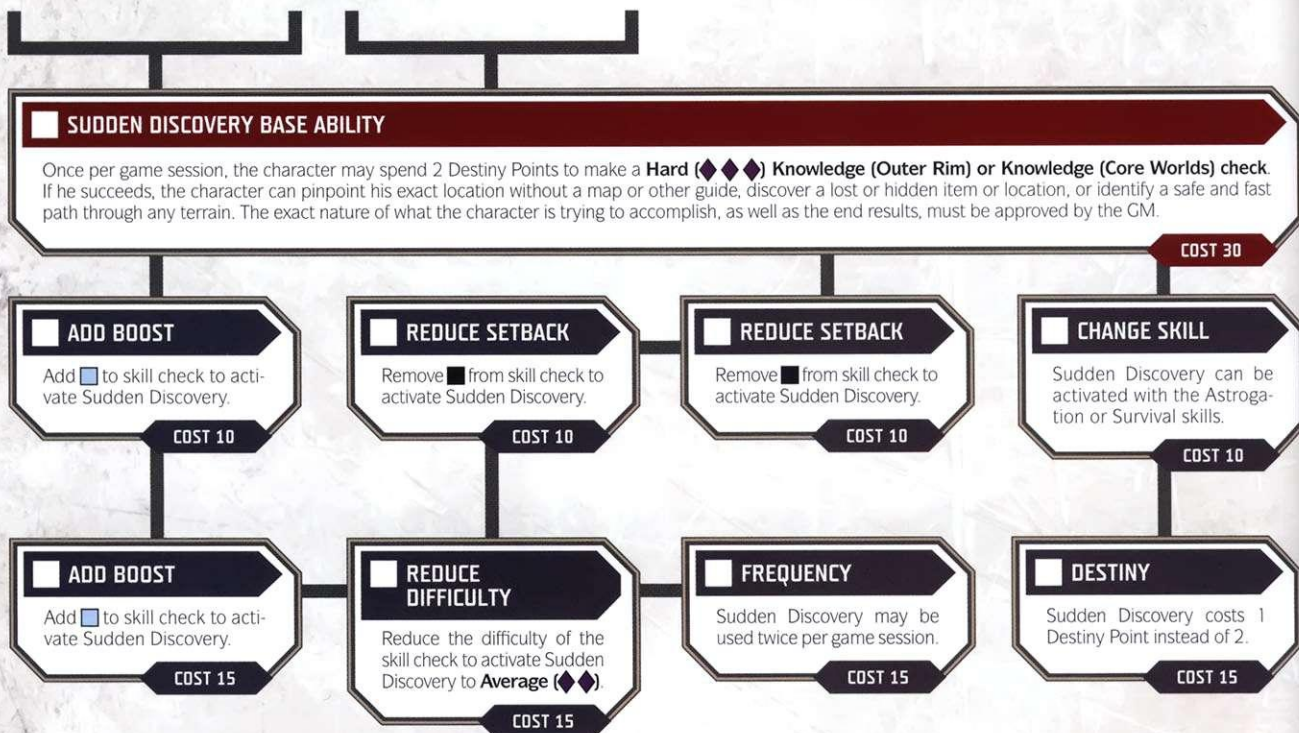 SUDDEN DISCOVERY BASE ABILITY
Once per game session, the character may spend 2 Destiny Points to make a Hard (◆ ◆ ◆) Knowledge (Outer Rim) or Knowledge (Core Worlds) check.
If he succeeds, the character can pinpoint his exact location without a map or other guide, discover a lost or hidden item or location, or identify a safe and fast
path through any terrain. The exact nature of what the character is trying to accomplish, as well as the end results, must be approved by the GM.
COST 30
ADD BOOST
Add to skill check to acti-
vate Sudden Discovery.
COST 10
REDUCE SETBACK
Remove from skill check to
activate Sudden Discovery.
COST 10
REDUCE SETBACK
Remove from skill check to
activate Sudden Discovery.
COST 10
CHANGE SKILL
Sudden Discovery can be
activated with the Astroga-
tion or Survival skills.
COST 10
ADD BOOST
Add to skill check to acti-
vate Sudden Discovery.
COST 15
REDUCE
DIFFICULTY
Reduce the difficulty of the
skill check to activate Sudden
Discovery to Average (◆ ◆).
COST 15
FREQUENCY
Sudden Discovery may be
used twice per game session.
COST 15
DESTINY
Sudden Discovery costs 1
Destiny Point instead of 2.
COST 15